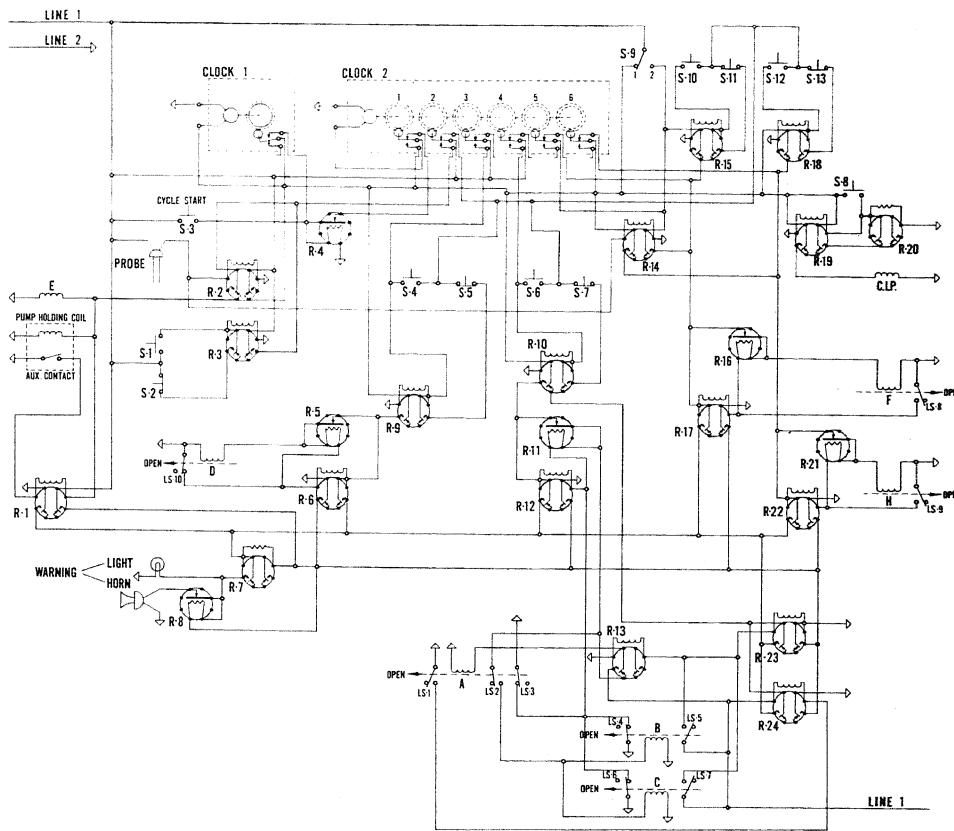 LINE 1
LINE 2
S-9
1 2
S-10
S-11
S-12
S-13
CLOCK 1
CLOCK 2
1 2 3 4 5 6
R-15
R-18
S-8
CYCLE START
S-3
R-4
R-14
R-19
R-20
PROBE
R-2
E
S-4
S-5
S-6
S-7
C.I.P.
PUMP HOLDING COIL
AUX CONTACT
S-1
R-3
S-2
R-10
R-16
F
OPEN
LS-8
R-5
R-9
R-11
R-17
R-21
OPEN
D
LS-10
R-6
R-12
R-22
H
OPEN
LS-9
R-1
WARNING
LIGHT
HORN
R-7
R-8
R-13
R-23
OPEN
A
LS-1
LS-2
LS-3
R-24
LS-4
LS-5
OPEN
B
LS-6
LS-7
OPEN
C
LINE 1